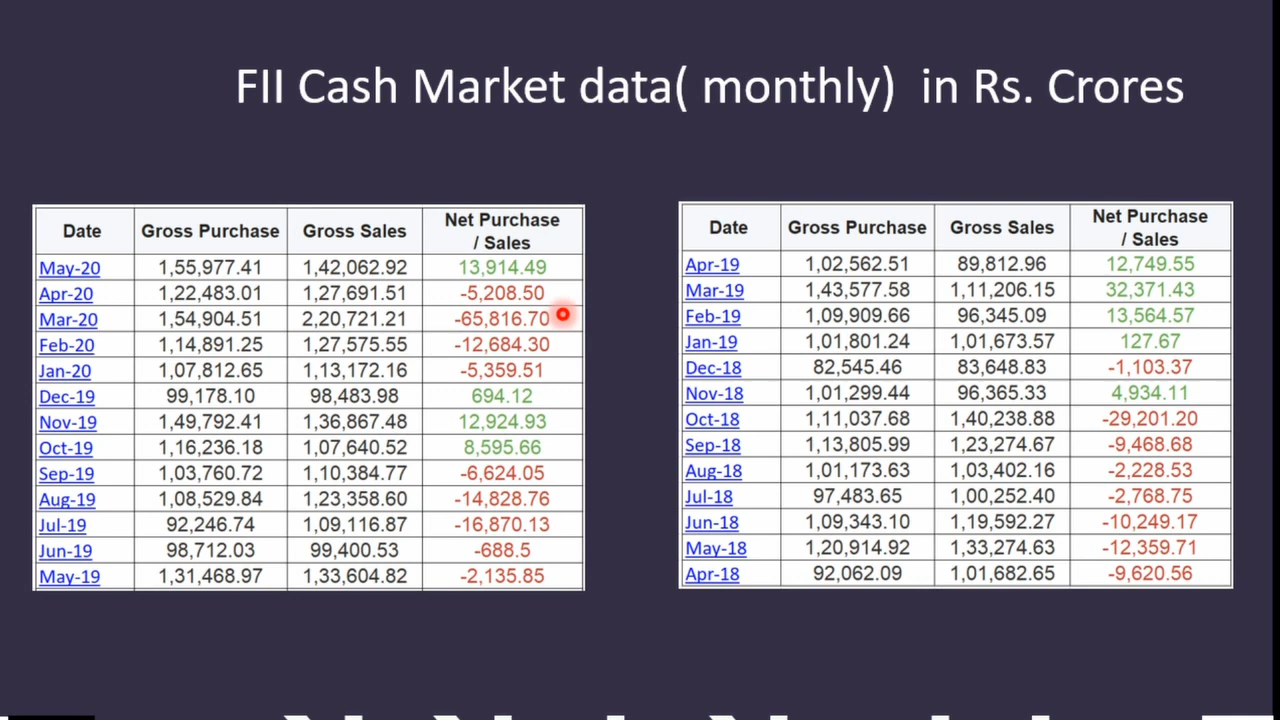 FII Cash Market data( monthly) in Rs. Crores
Date Gross Purchase Gross Sales Net Purchase / Sales
May-20 1,55,977.41 1,42,062.92 13,914.49
Apr-20 1,22,483.01 1,27,691.51 -5,208.50
Mar-20 1,54,904.51 2,20,721.21 -65,816.70
Feb-20 1,14,891.25 1,27,575.55 -12,684.30
Jan-20 1,07,812.65 1,13,172.16 -5,359.51
Dec-19 99,178.10 98,483.98 694.12
Nov-19 1,49,792.41 1,36,867.48 12,924.93
Oct-19 1,16,236.18 1,07,640.52 8,595.66
Sep-19 1,03,760.72 1,10,384.77 -6,624.05
Aug-19 1,08,529.84 1,23,358.60 -14,828.76
Jul-19 92,246.74 1,09,116.87 -16,870.13
Jun-19 98,712.03 99,400.53 -688.5
May-19 1,31,468.97 1,33,604.82 -2,135.85
Date Gross Purchase Gross Sales Net Purchase / Sales
Apr-19 1,02,562.51 89,812.96 12,749.55
Mar-19 1,43,577.58 1,11,206.15 32,371.43
Feb-19 1,09,909.66 96,345.09 13,564.57
Jan-19 1,01,801.24 1,01,673.57 127.67
Dec-18 82,545.46 83,648.83 -1,103.37
Nov-18 1,01,299.44 96,365.33 4,934.11
Oct-18 1,11,037.68 1,40,238.88 -29,201.20
Sep-18 1,13,805.99 1,23,274.67 -9,468.68
Aug-18 1,01,173.63 1,03,402.16 -2,228.53
Jul-18 97,483.65 1,00,252.40 -2,768.75
Jun-18 1,09,343.10 1,19,592.27 -10,249.17
May-18 1,20,914.92 1,33,274.63 -12,359.71
Apr-18 92,062.09 1,01,682.65 -9,620.56